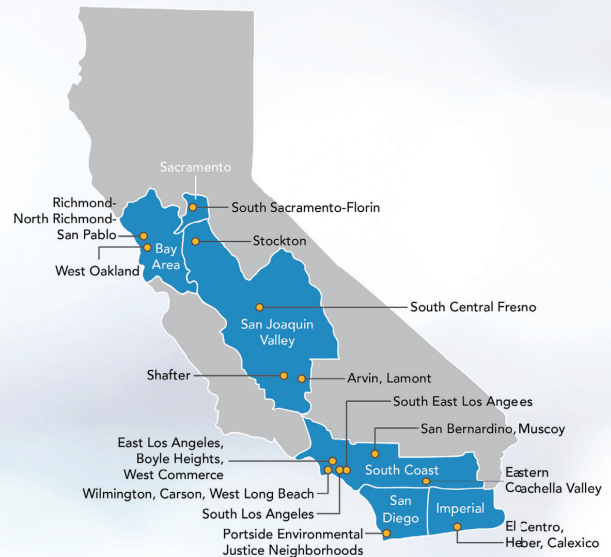 Sacramento
Richmond-
North Richmond-
San Pablo
South Sacramento-Florin
Stockton
Bay
Area
West Oakland
South Central Fresno
San Joaquin
Valley
Shafter
Arvin, Lamont
South East Los Angees
San Bernardino, Muscoy
East Los Angeles,
Boyle Heights,
West Commerce
South Coast
Eastern
Coachella Valley
Wilmington, Carson, West Long Beach
South Los Angeles
San
Diego
Imperial
Portside Environmental
Justice Neighborhoods
El Centro,
Heber, Calexico